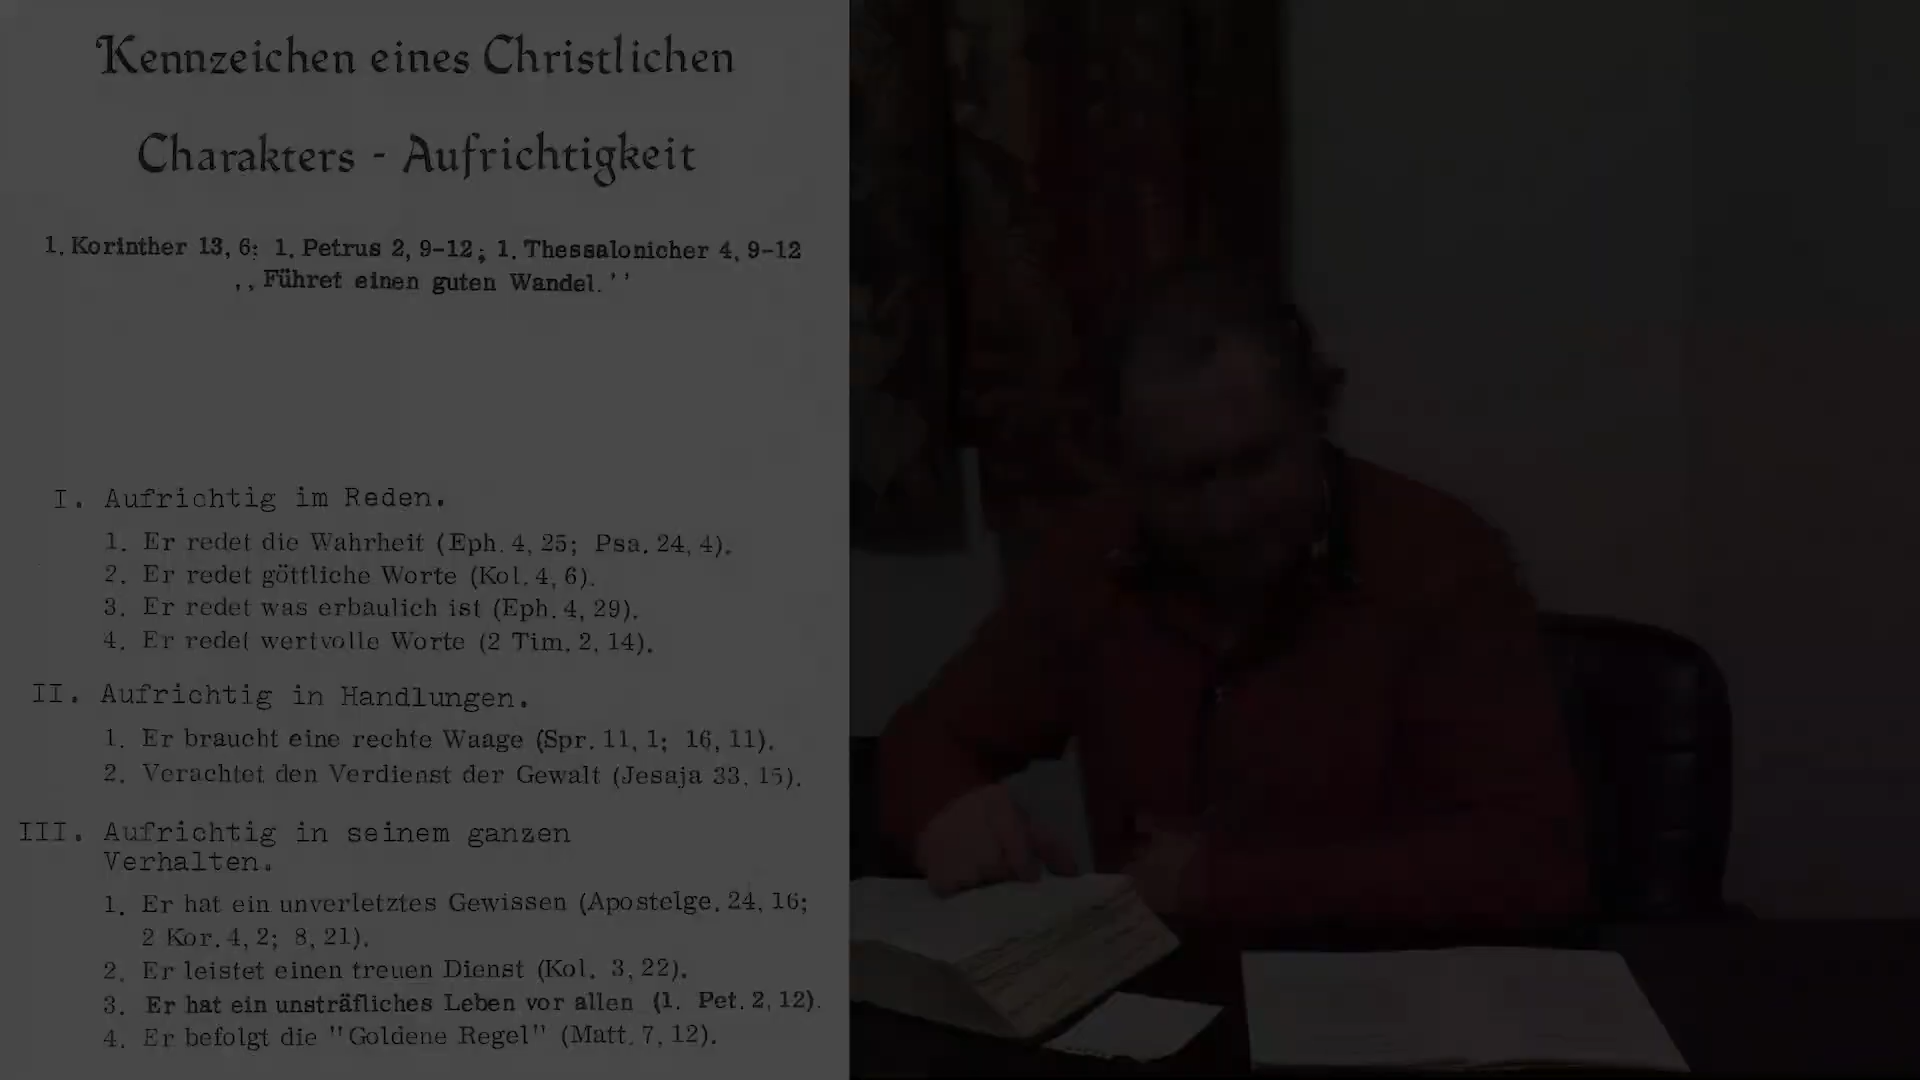 Kennzeichen eines Christlichen
Charakters - Aufrichtigkeit
1. Korinther 13, 6; 1. Petrus 2, 9-12; 1. Thessalonicher 4, 9-12
,,Führet einen guten Wandel.''
I. Aufrichtig im Reden.
1. Er redet die Wahrheit (Eph. 4, 25; Psa. 24, 4).
2. Er redet göttliche Worte (Kol. 4, 6).
3. Er redet was erbaulich ist (Eph. 4, 29).
4. Er redet wertvolle Worte (2 Tim. 2, 14).
II. Aufrichtig in Handlungen.
1. Er braucht eine rechte Waage (Spr. 11, 1; 16, 11).
2. Verachtet den Verdienst der Gewalt (Jesaja 33, 15).
III. Aufrichtig in seinem ganzen
Verhalten.
1. Er hat ein unverletztes Gewissen (Apostelge. 24, 16;
2 Kor. 4, 2; 8, 21).
2. Er leistet einen treuen Dienst (Kol. 3, 22).
3. Er hat ein unsträfliches Leben vor allen (1. Pet. 2, 12).
4. Er befolgt die "Goldene Regel" (Matt. 7, 12).